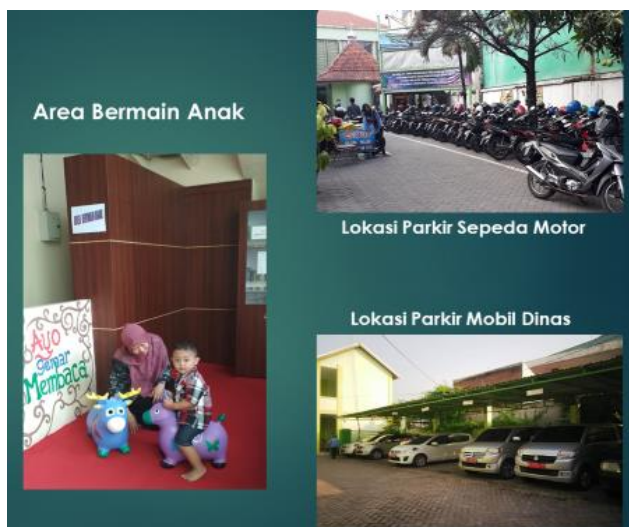 Area Bermain Anak
Ayo
Gemar
Membaca
Lokasi Parkir Sepeda Motor
Lokasi Parkir Mobil Dinas